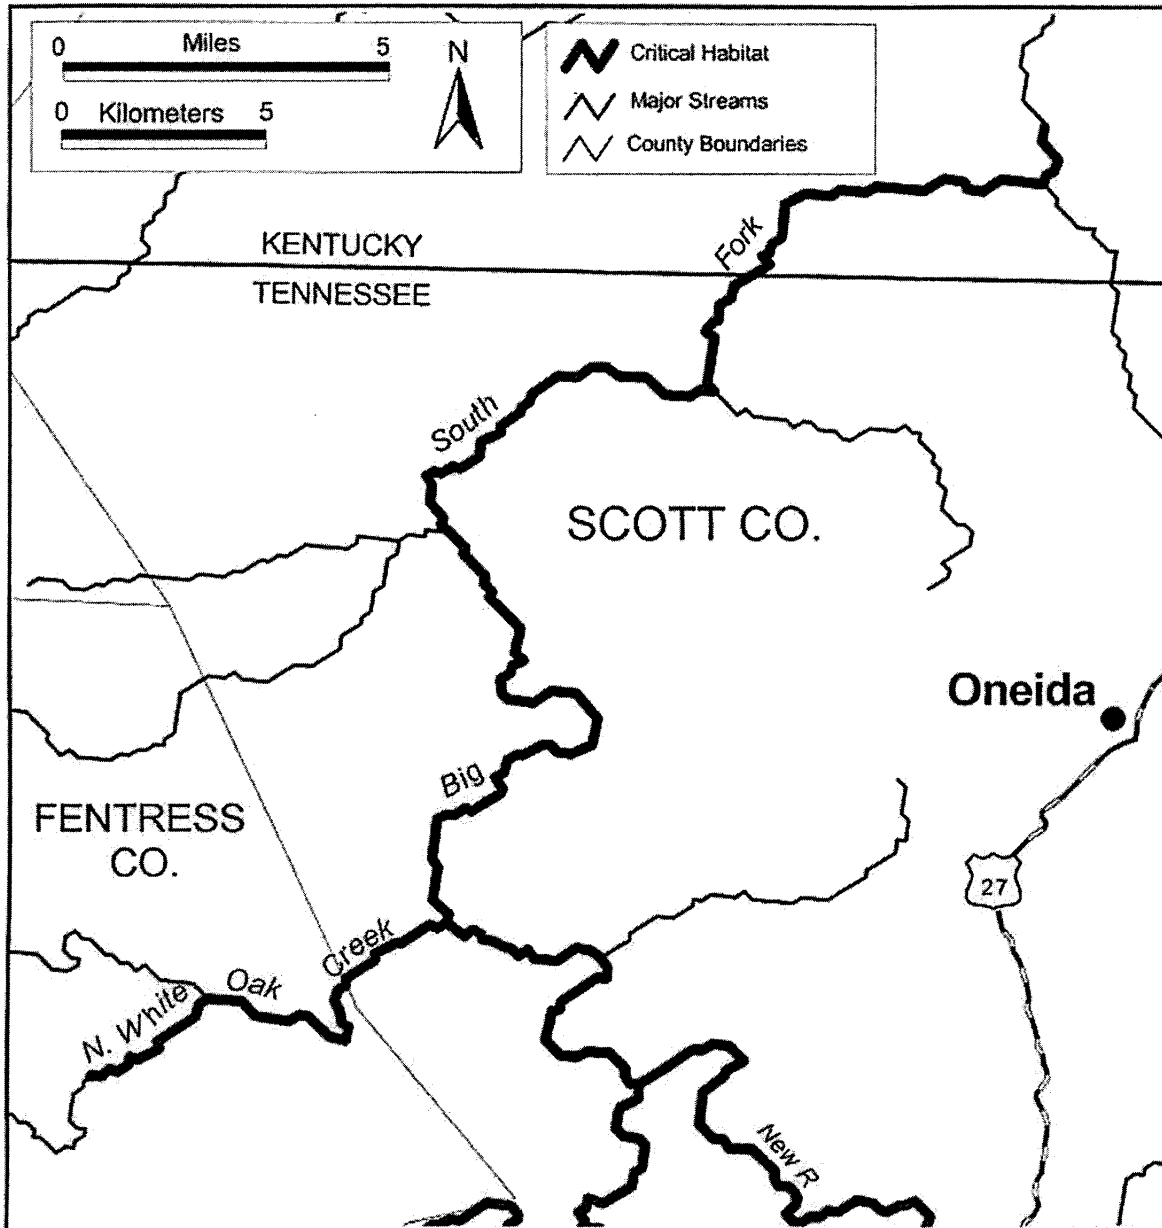 0 Miles 5
N
0 Kilometers 5
Critical Habitat
Major Streams
County Boundaries
KENTUCKY
TENNESSEE
Fork
South
SCOTT CO.
Oneida
Big
FENTRESS
CO.
27
Creek
Oak
N. White
New R